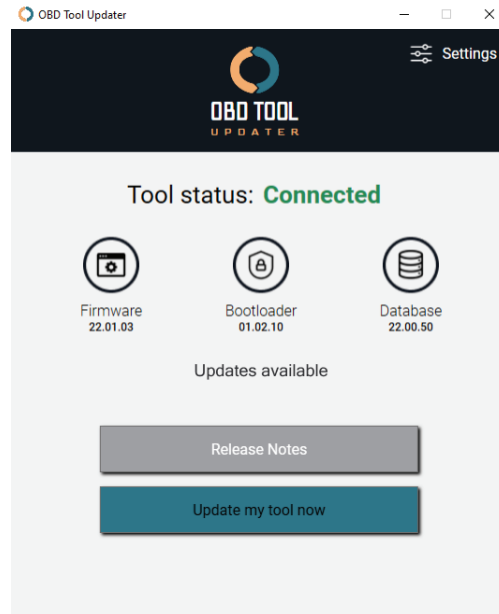 OBD Tool Updater
Settings
OBD TOOL
UPDATER
Tool status: Connected
Firmware
22.01.03
Bootloader
01.02.10
Database
22.00.50
Updates available
Release Notes
Update my tool now